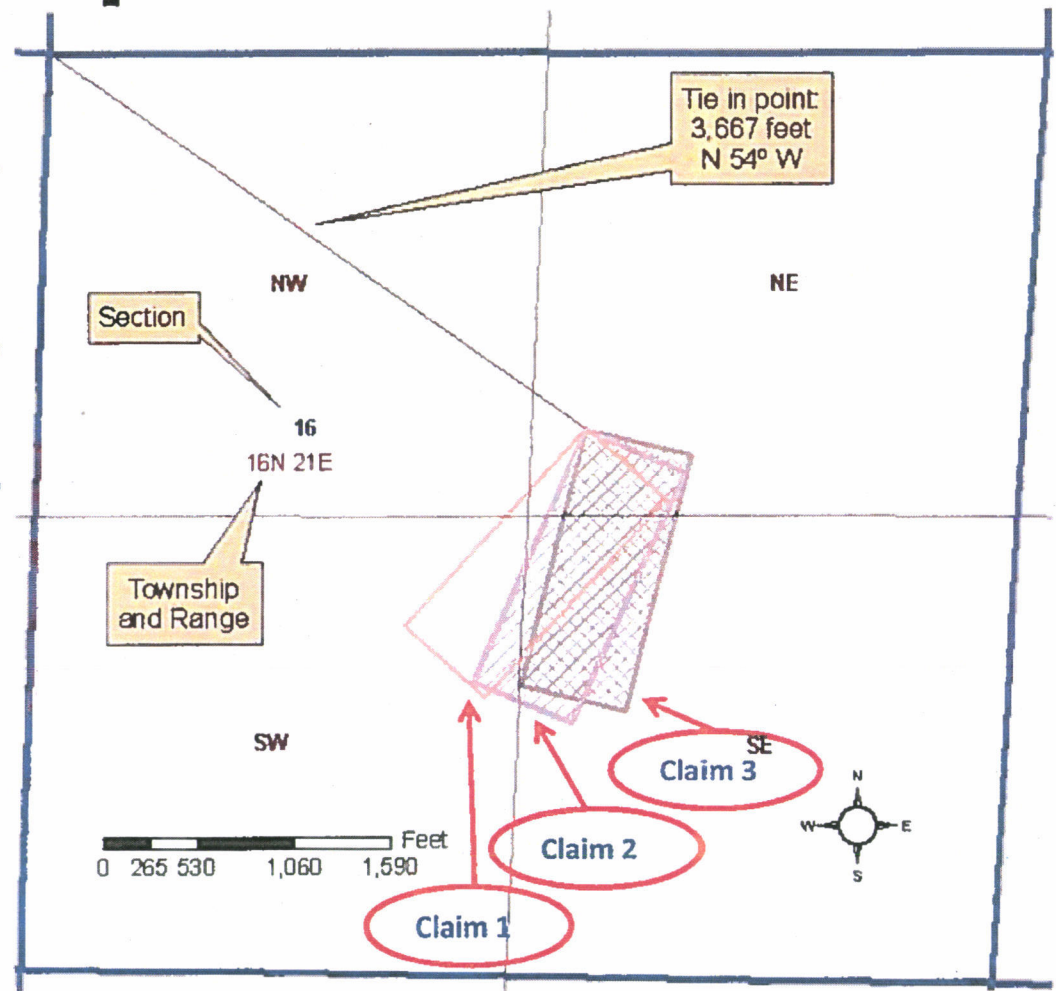 Tie in point:
3,667 feet
N 54º W
NW
NE
Section
16
16N 21E
Township
and Range
SW
SE
Claim 3
N
W
E
S
Feet
0 265 530 1,060 1,590
Claim 2
Claim 1